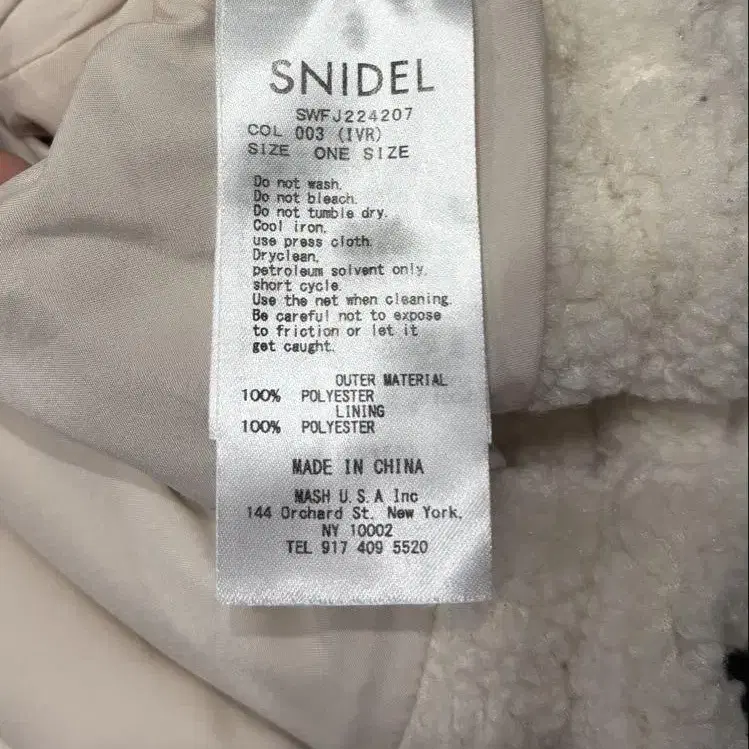 SNIDEL
SWFJ224207
COL 003 (IVR)
SIZE ONE SIZE
Do not wash.
Do not bleach.
Do not tumble dry.
Cool iron.
use press cloth.
Dryclean.
petroleum solvent only.
short cycle.
Use the net when cleaning.
Be careful not to expose
to friction or let it
get caught.
OUTER MATERIAL
100% POLYESTER
LINING
100% POLYESTER
MADE IN CHINA
MASH U.S.A Inc
144 Orchard St. New York.
NY 10002
TEL 917 409 5520